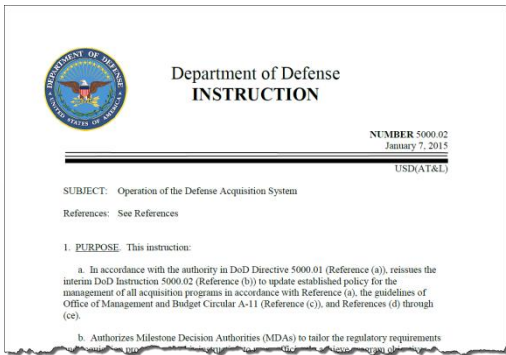 DEPARTMENT OF DEFENSE
UNITED STATES OF AMERICA
Department of Defense
INSTRUCTION
NUMBER 5000.02
January 7, 2015
USD(AT&L)
SUBJECT: Operation of the Defense Acquisition System
References: See References
1. PURPOSE. This instruction:
a. In accordance with the authority in DoD Directive 5000.01 (Reference (a)), reissues the
interim DoD Instruction 5000.02 (Reference (b)) to update established policy for the
management of all acquisition programs in accordance with Reference (a), the guidelines of
Office of Management and Budget Circular A-11 (Reference (c)), and References (d) through
(ce).
b. Authorizes Milestone Decision Authorities (MDAs) to tailor the regulatory requirements